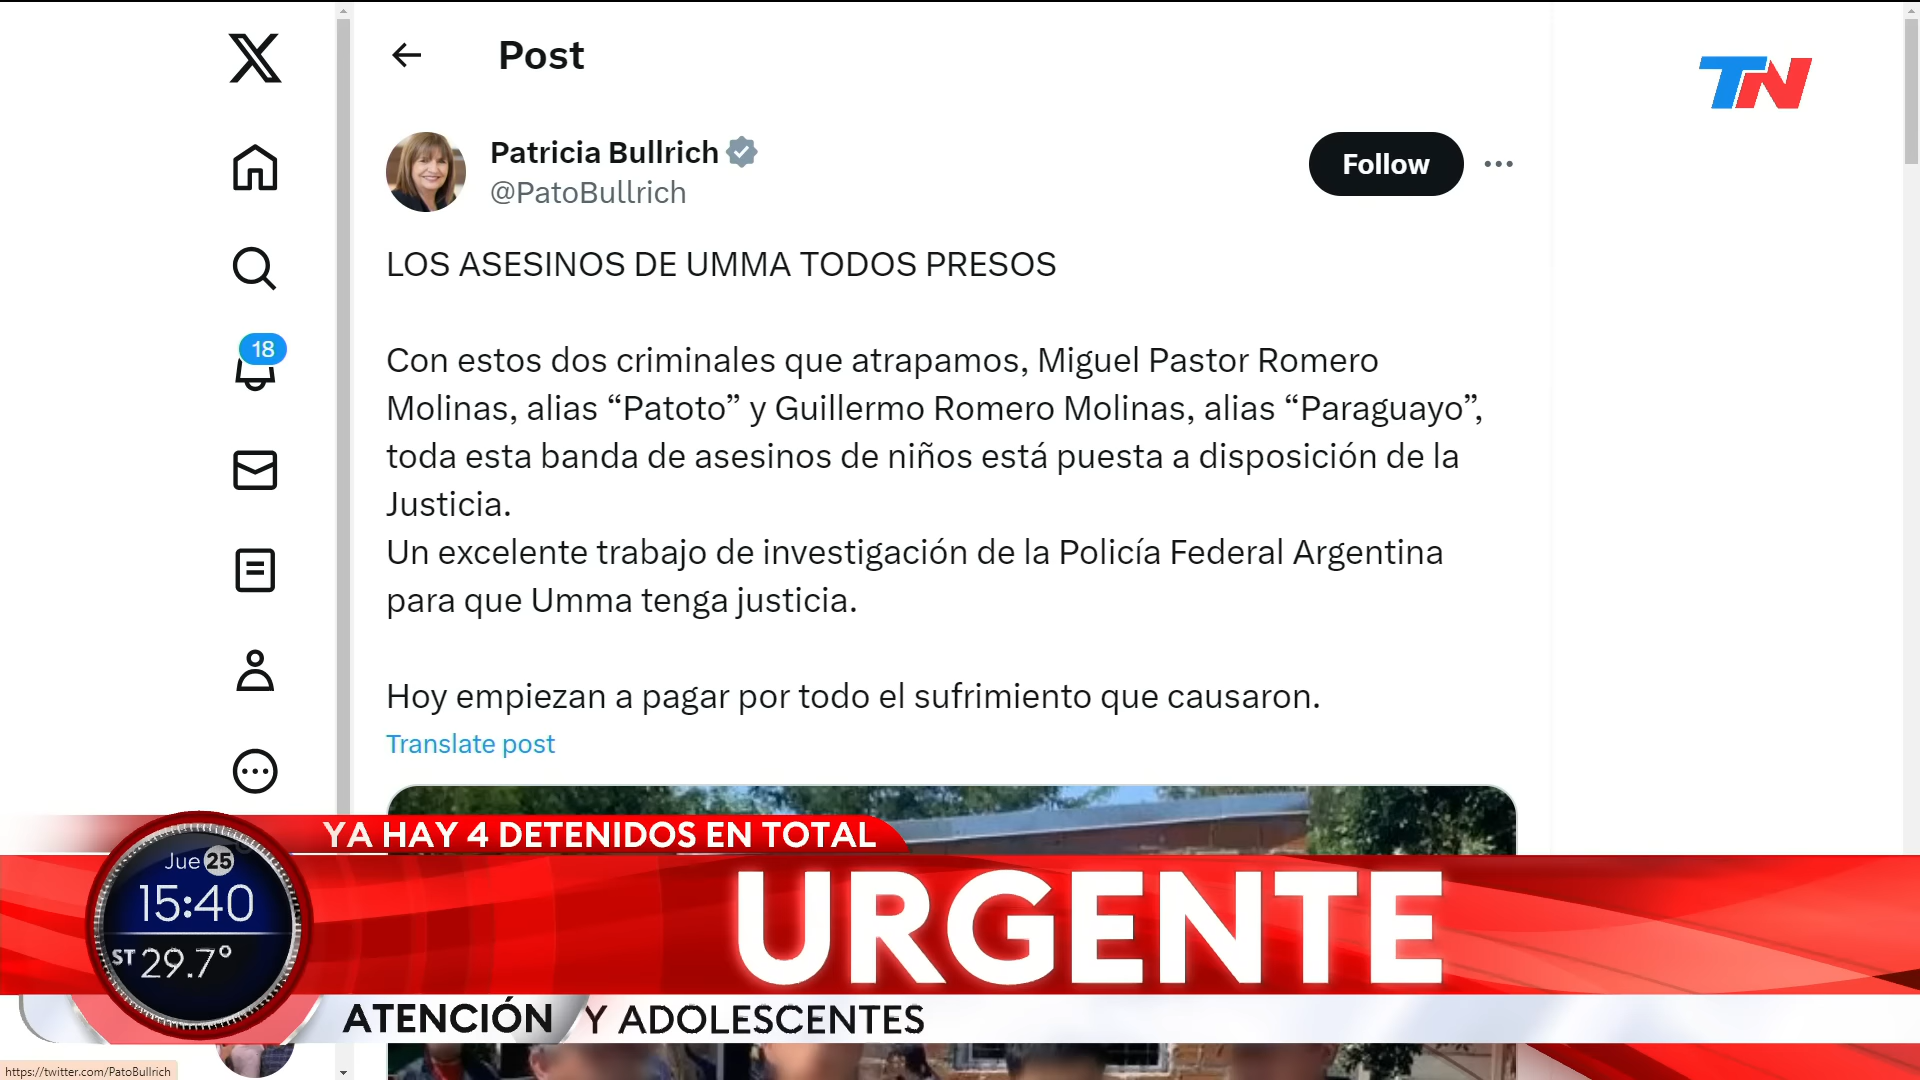 Post
TN
Patricia Bullrich
@PatoBullrich
Follow
LOS ASESINOS DE UMMA TODOS PRESOS
18
Con estos dos criminales que atrapamos, Miguel Pastor Romero
Molinas, alias “Patoto” y Guillermo Romero Molinas, alias “Paraguayo”,
toda esta banda de asesinos de niños está puesta a disposición de la
Justicia.
Un excelente trabajo de investigación de la Policía Federal Argentina
para que Umma tenga justicia.
Hoy empiezan a pagar por todo el sufrimiento que causaron.
Translate post
YA HAY 4 DETENIDOS EN TOTAL
Jue 25
15:40
ST 29.7°
URGENTE
ATENCIÓN Y ADOLESCENTES
https://twitter.com/PatoBullrich